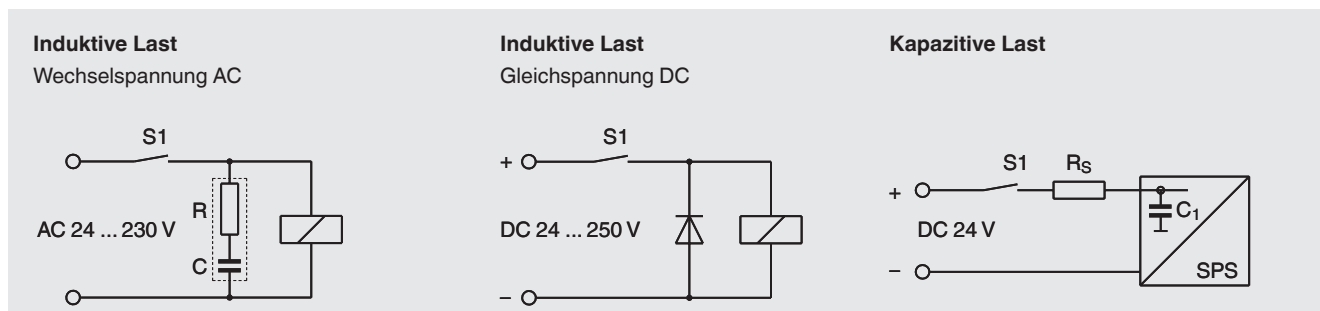 Induktive Last
Wechselspannung AC
S1
R
AC 24 ... 230 V
C
Induktive Last
Gleichspannung DC
S1
+
DC 24 ... 250 V
–
Kapazitive Last
S1
RS
+
C1
DC 24 V
–
SPS